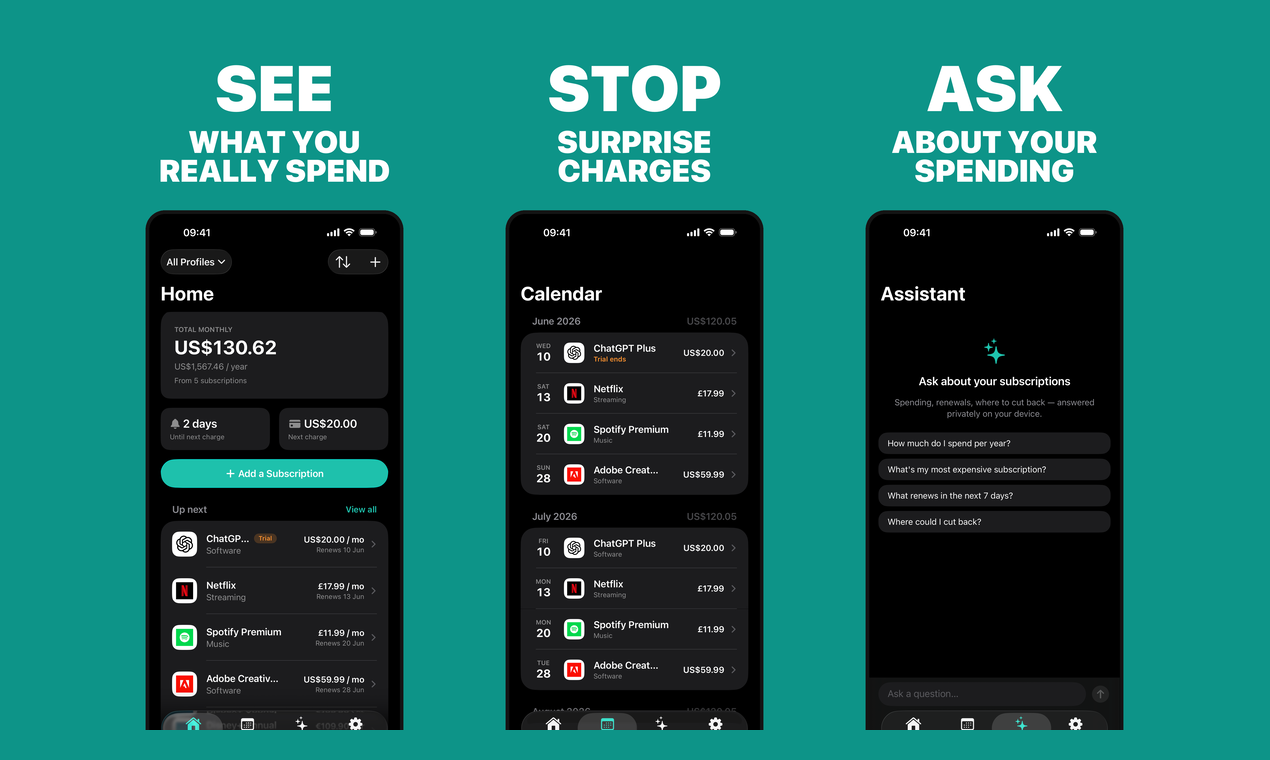 SEE
WHAT YOU
REALLY SPEND
09:41
All Profiles
Home
TOTAL MONTHLY
US$130.62
US$1,567.46 / year
From 5 subscriptions
2 days
Until next charge
US$20.00
Next charge
+ Add a Subscription
Up next
View all
ChatGP... Trial
US$20.00 / mo
Software
Renews 10 Jun
Netflix
£17.99 / mo
Streaming
Renews 13 Jun
Spotify Premium
£11.99 / mo
Music
Renews 20 Jun
Adobe Creativ...
US$59.99 / mo
Software
Renews 28 Jun
STOP
SURPRISE
CHARGES
09:41
Calendar
June 2026
US$120.05
WED
10
ChatGPT Plus
Trial ends
US$20.00
SAT
13
Netflix
Streaming
£17.99
SAT
20
Spotify Premium
Music
£11.99
SUN
28
Adobe Creat...
Software
US$59.99
July 2026
US$120.05
FRI
10
ChatGPT Plus
Software
US$20.00
MON
13
Netflix
Streaming
£17.99
MON
20
Spotify Premium
Music
£11.99
TUE
28
Adobe Creat...
Software
US$59.99
August 2026
US$120.05
ASK
ABOUT YOUR
SPENDING
09:41
Assistant
Ask about your subscriptions
Spending, renewals, where to cut back — answered
privately on your device.
How much do I spend per year?
What's my most expensive subscription?
What renews in the next 7 days?
Where could I cut back?
Ask a question...